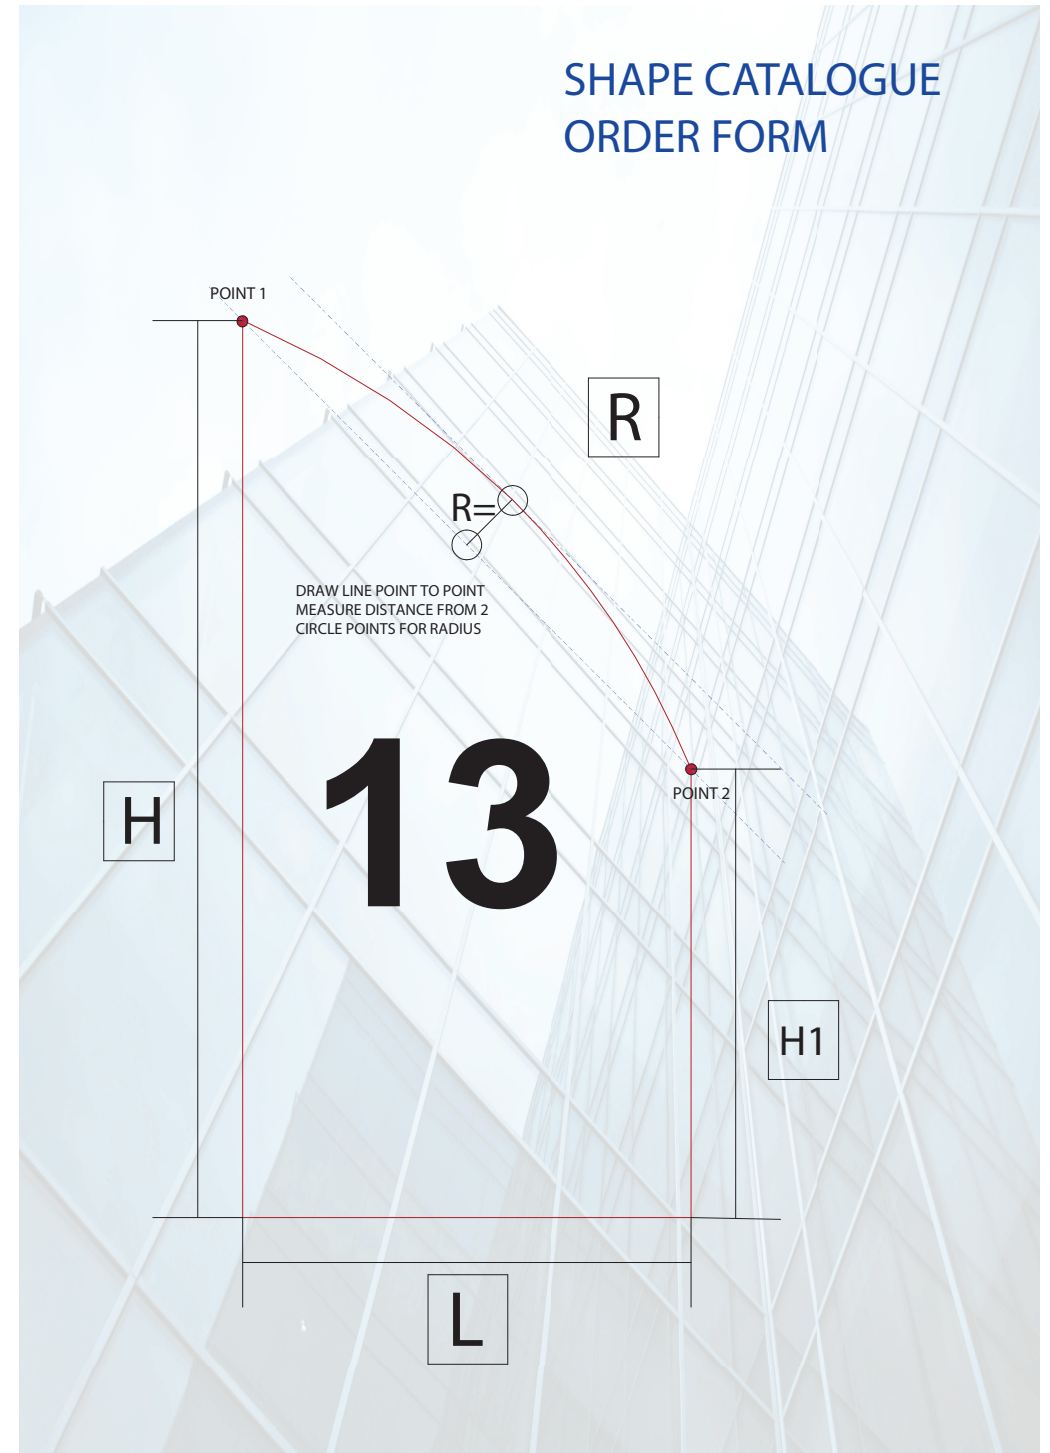 SHAPE CATALOGUE
ORDER FORM
POINT 1
R
R=
DRAW LINE POINT TO POINT
MEASURE DISTANCE FROM 2
CIRCLE POINTS FOR RADIUS
13
POINT 2
H
H1
L